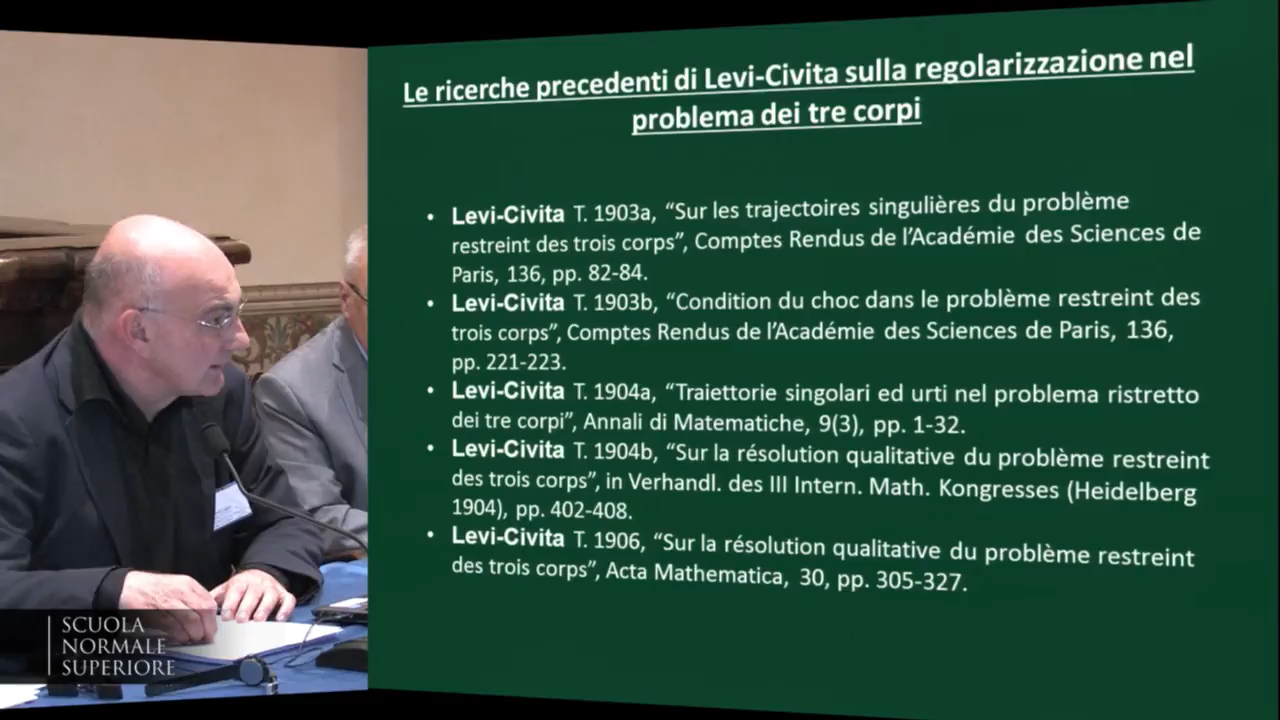 Le ricerche precedenti di Levi-Civita sulla regolarizzazione nel
problema dei tre corpi
• Levi-Civita T. 1903a, “Sur les trajectoires singulières du problème
restreint des trois corps”, Comptes Rendus de l’Académie des Sciences de
Paris, 136, pp. 82-84.
• Levi-Civita T. 1903b, “Condition du choc dans le problème restreint des
trois corps”, Comptes Rendus de l’Académie des Sciences de Paris, 136,
pp. 221-223.
• Levi-Civita T. 1904a, “Traiettorie singolari ed urti nel problema ristretto
dei tre corpi”, Annali di Matematiche, 9(3), pp. 1-32.
• Levi-Civita T. 1904b, “Sur la résolution qualitative du problème restreint
des trois corps”, in Verhandl. des III Intern. Math. Kongresses (Heidelberg
1904), pp. 402-408.
• Levi-Civita T. 1906, “Sur la résolution qualitative du problème restreint
des trois corps”, Acta Mathematica, 30, pp. 305-327.
SCUOLA
NORMALE
SUPERIORE